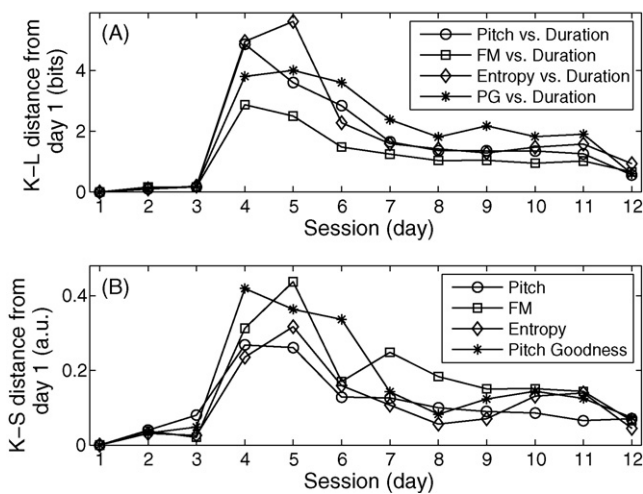 (A)
Pitch vs. Duration
FM vs. Duration
Entropy vs. Duration
PG vs. Duration
K-L distance from
day 1 (bits)
4
2
0
1 2 3 4 5 6 7 8 9 10 11 12
Session (day)
(B)
Pitch
FM
Entropy
Pitch Goodness
K-S distance from
day 1 (a.u.)
0.4
0.2
0
1 2 3 4 5 6 7 8 9 10 11 12
Session (day)